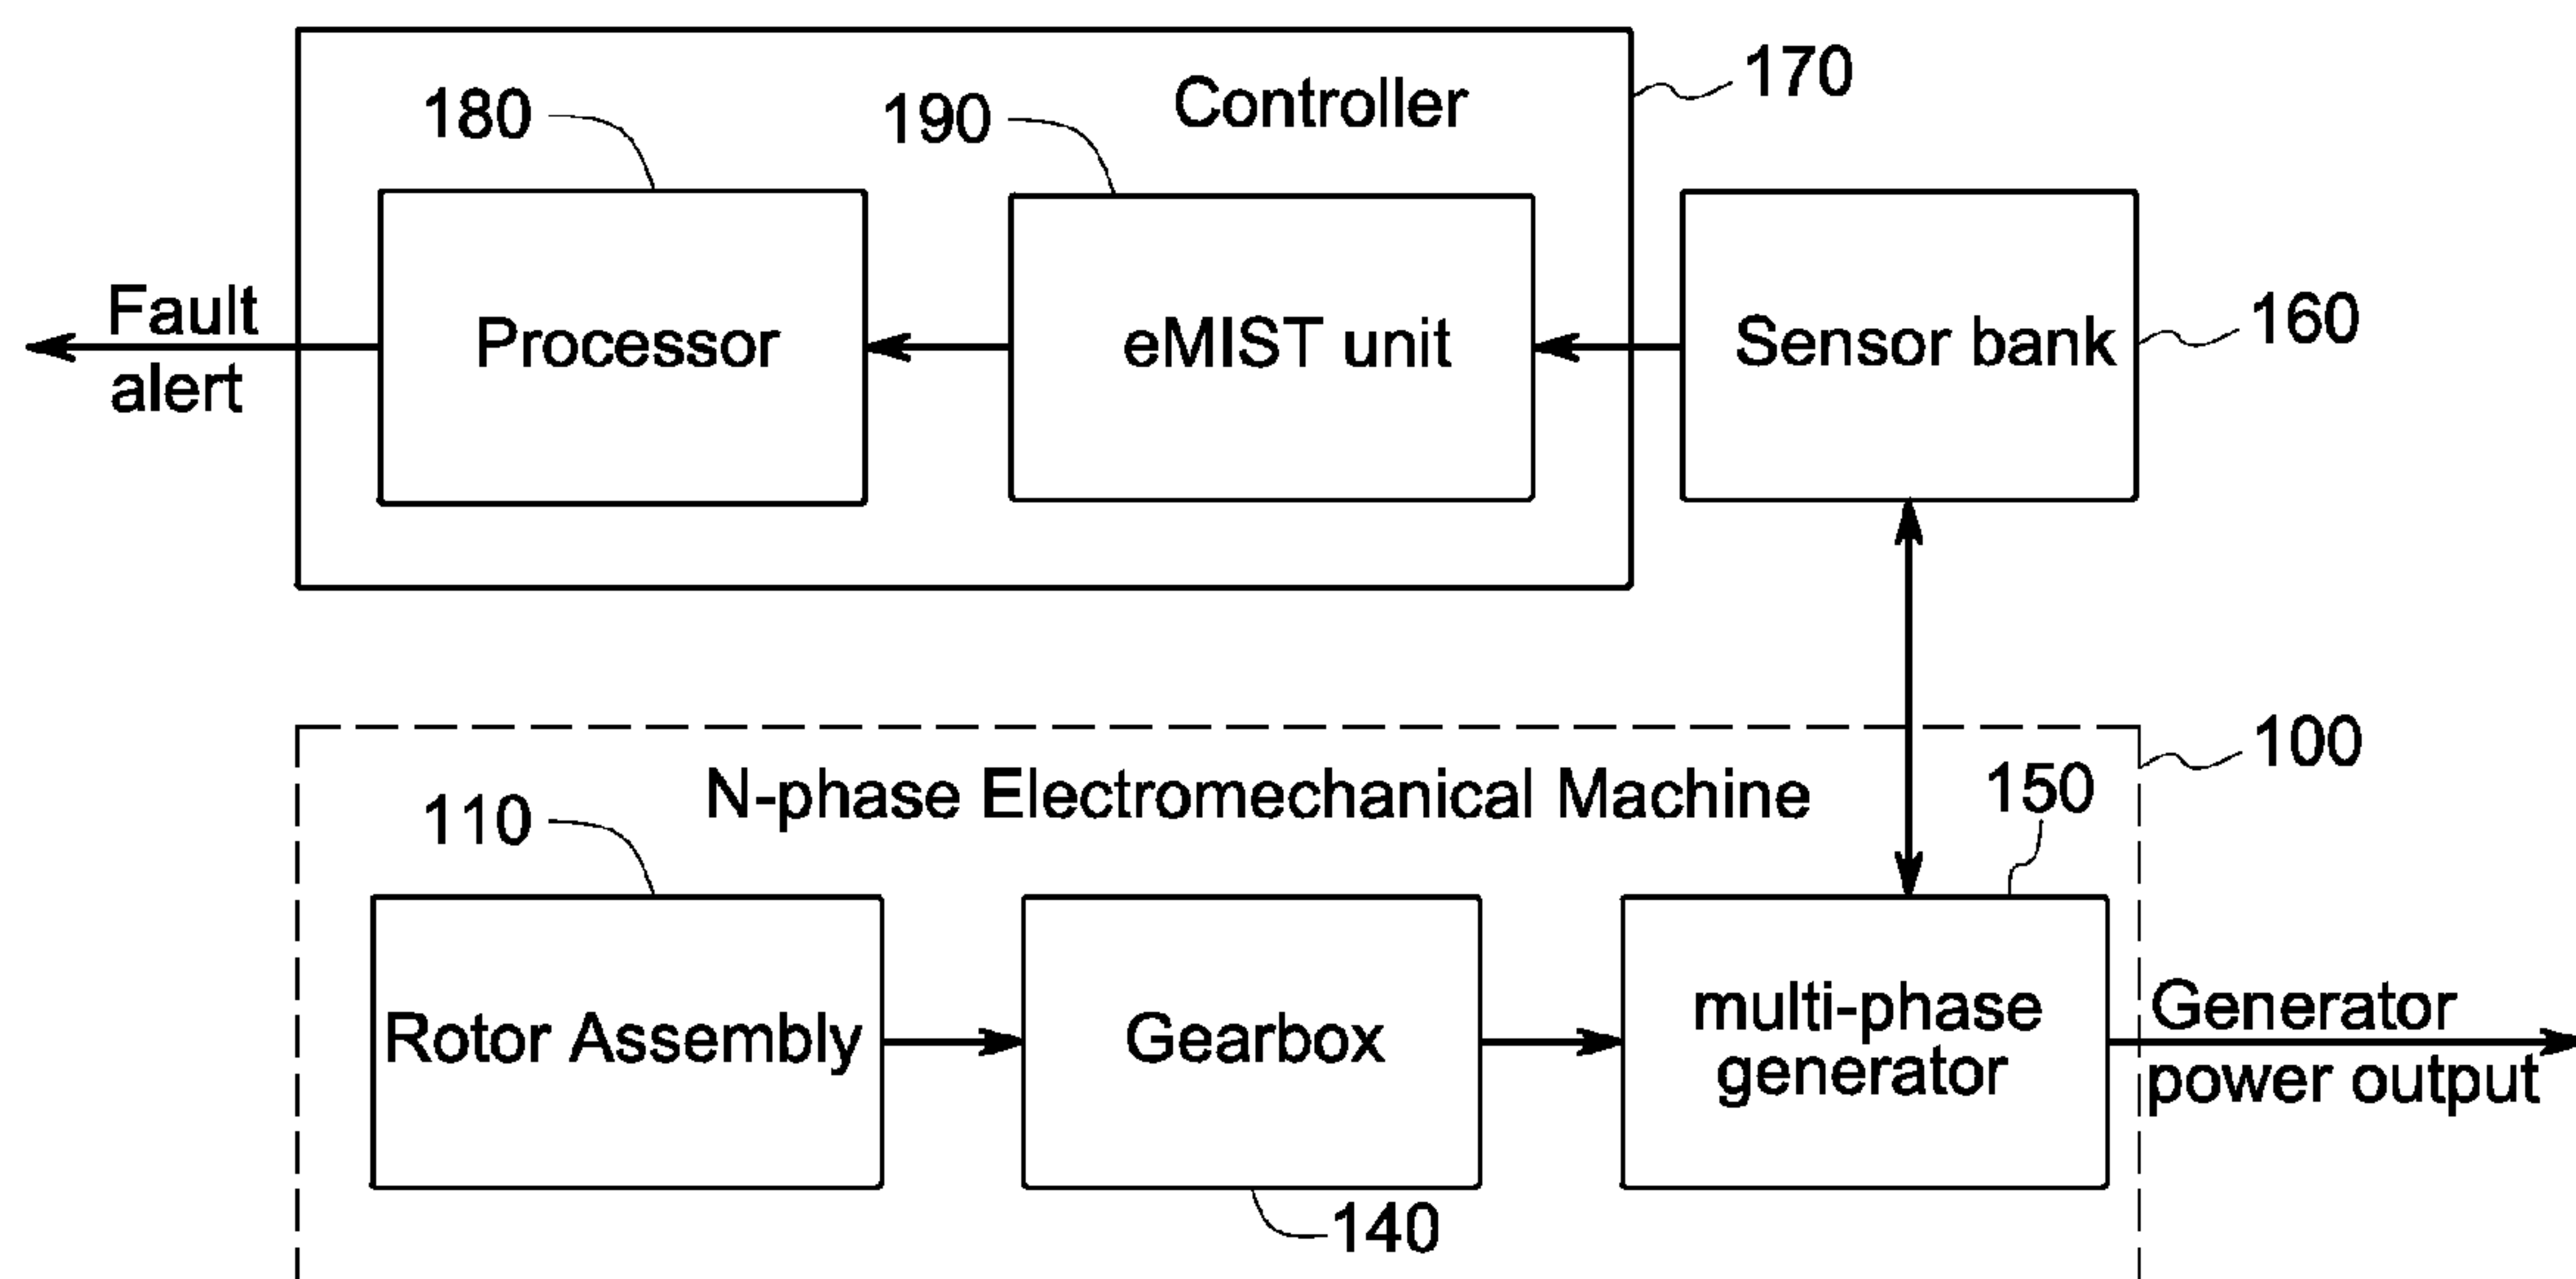 Controller
170
180
190
Processor
eMIST unit
Sensor bank
160
Fault
alert
N-phase Electromechanical Machine
100
110
150
Rotor Assembly
Gearbox
multi-phase
generator
Generator
power output
140